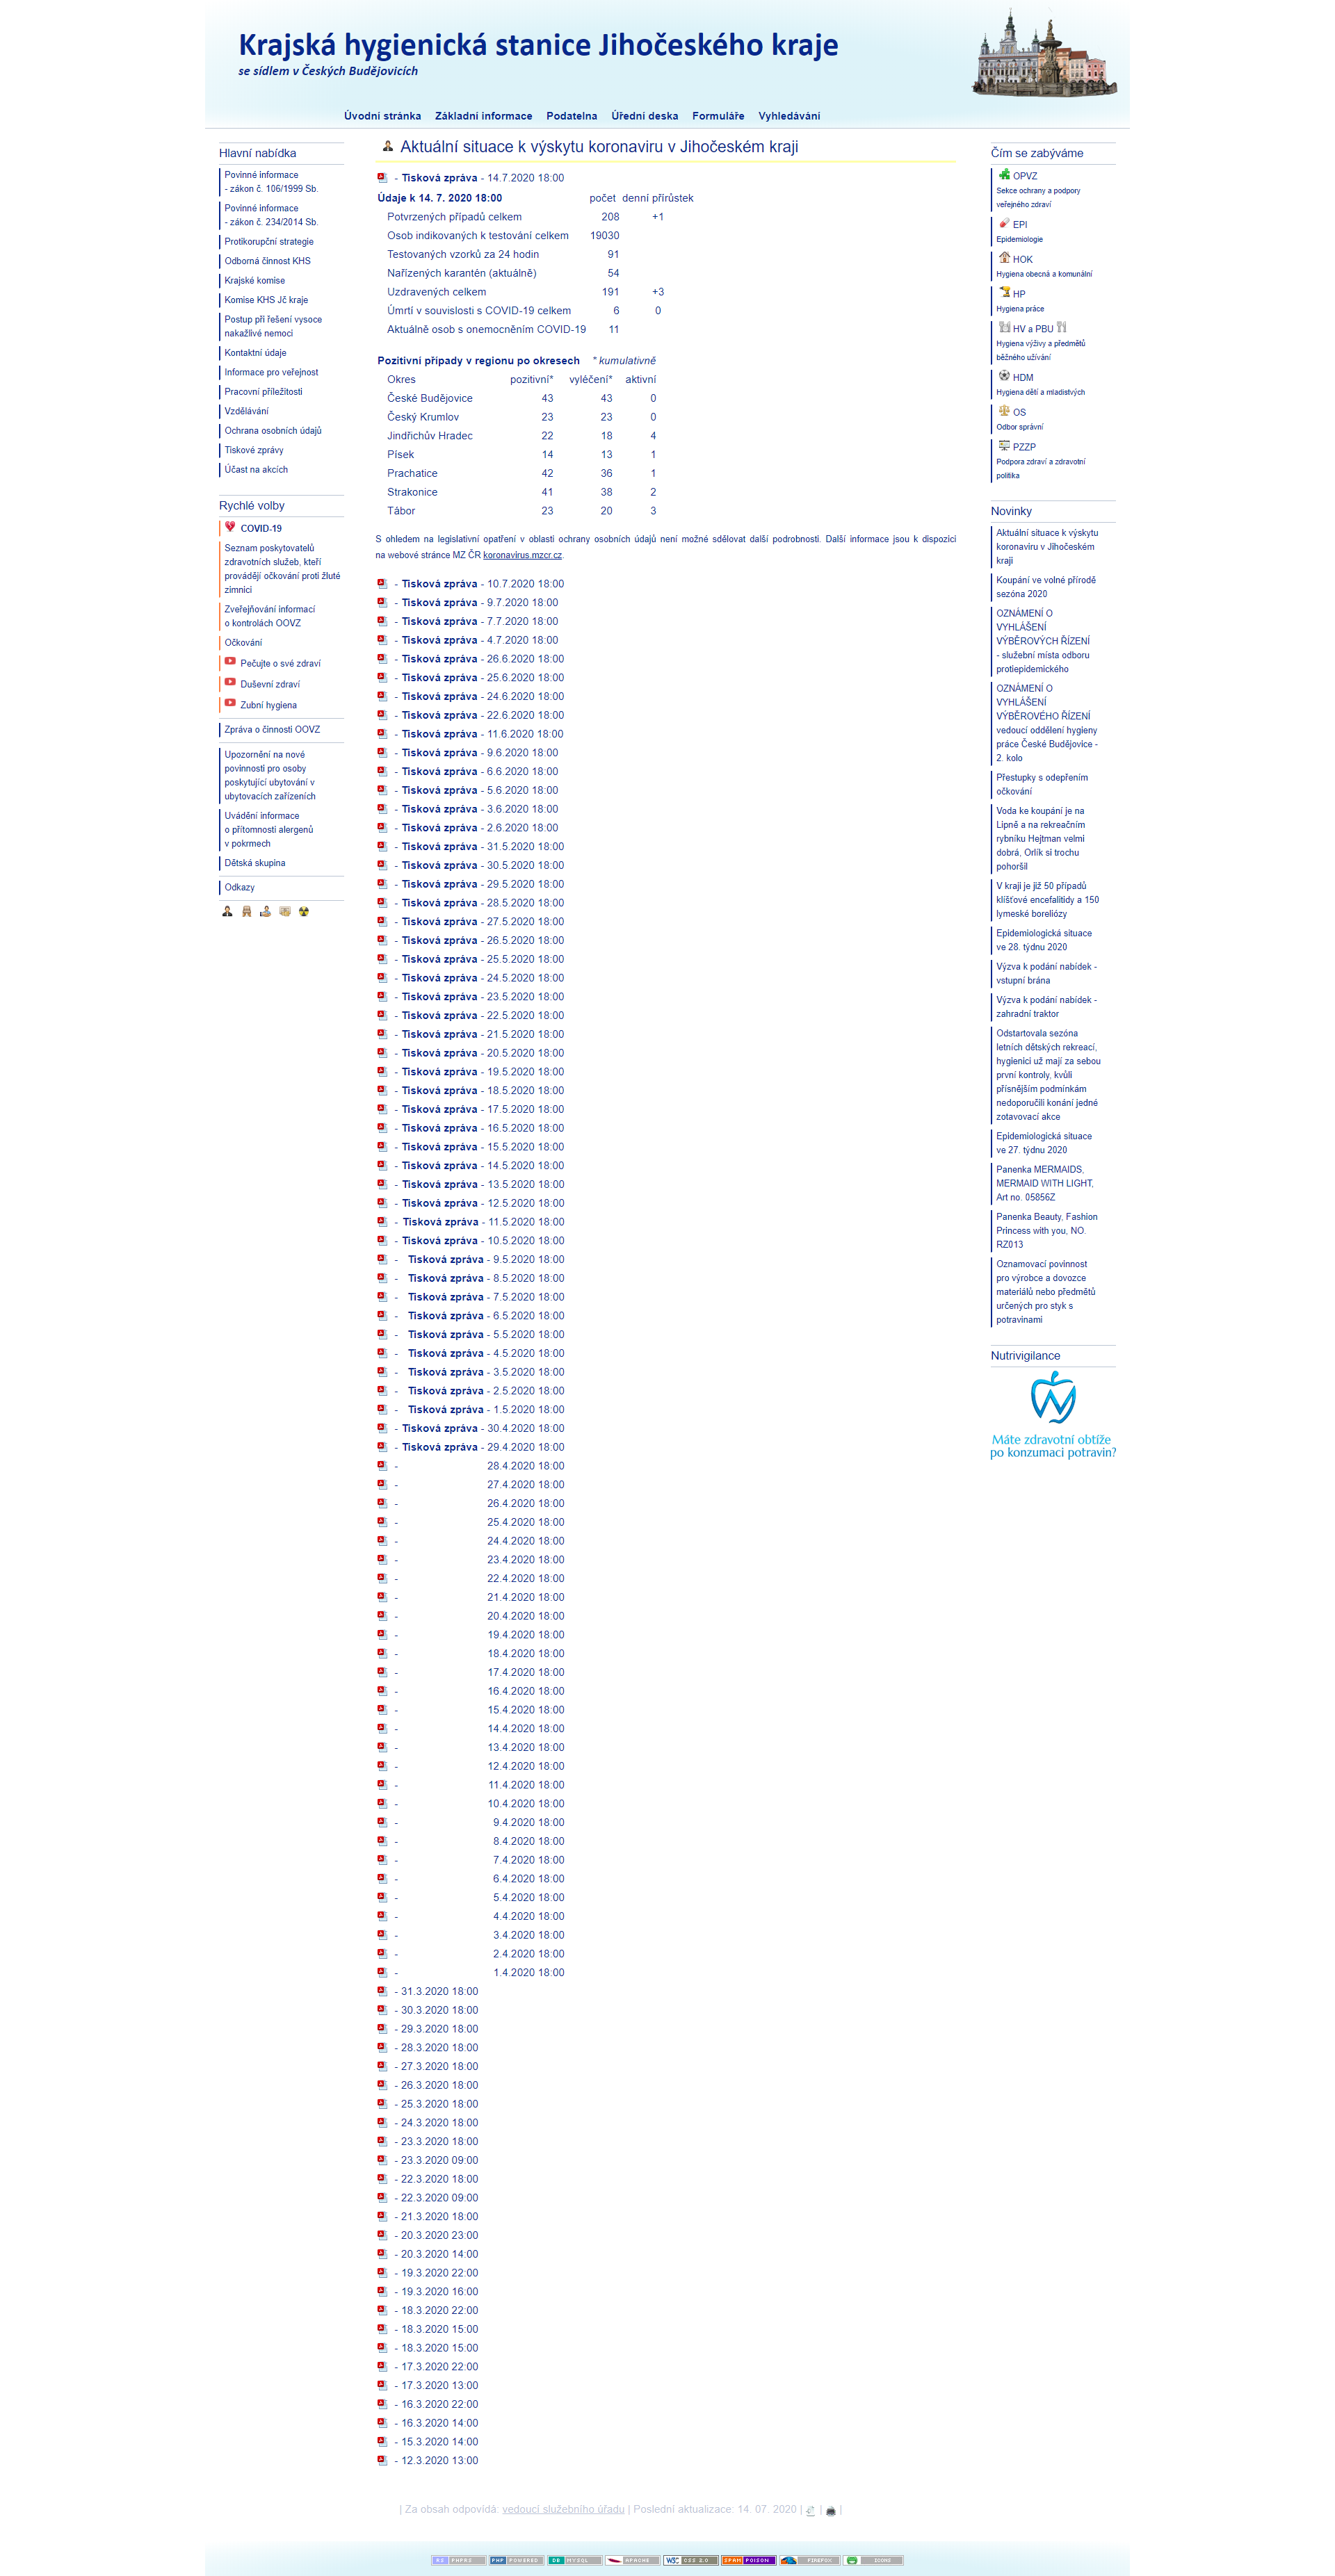 Krajská hygienická stanice Jihočeského kraje
se sídlem v Českých Budějovicích
Úvodní stránka Základní informace Podatelna Úřední deska Formuláře Vyhledávání
Hlavní nabídka
Povinné informace
- zákon č. 106/1999 Sb.
Povinné informace
- zákon č. 234/2014 Sb.
Protikorupční strategie
Odborná činnost KHS
Krajské komise
Komise KHS Jč kraje
Postup při řešení vysoce
nakažlivé nemoci
Kontaktní údaje
Informace pro veřejnost
Pracovní příležitosti
Vzdělávání
Ochrana osobních údajů
Tiskové zprávy
Účast na akcích
Rychlé volby
COVID-19
Seznam poskytovatelů
zdravotních služeb, kteří
provádějí očkování proti žluté
zimnici
Zveřejňování informací
o kontrolách OOVZ
Očkování
Pečujte o své zdraví
Duševní zdraví
Zubní hygiena
Zpráva o činnosti OOVZ
Upozornění na nové
povinnosti pro osoby
poskytující ubytování v
ubytovacích zařízeních
Uvádění informace
o přítomnosti alergenů
v pokrmech
Dětská skupina
Odkazy
Aktuální situace k výskytu koronaviru v Jihočeském kraji
- Tisková zpráva - 14.7.2020 18:00
Údaje k 14. 7. 2020 18:00 počet denní přírůstek
Potvrzených případů celkem 208 +1
Osob indikovaných k testování celkem 19030
Testovaných vzorků za 24 hodin 91
Nařízených karantén (aktuálně) 54
Uzdravených celkem 191 +3
Úmrtí v souvislosti s COVID-19 celkem 6 0
Aktuálně osob s onemocněním COVID-19 11
Pozitivní případy v regionu po okresech * kumulativně
Okres pozitivní* vyléčení* aktivní
České Budějovice 43 43 0
Český Krumlov 23 23 0
Jindřichův Hradec 22 18 4
Písek 14 13 1
Prachatice 42 36 1
Strakonice 41 38 2
Tábor 23 20 3
S ohledem na legislativní opatření v oblasti ochrany osobních údajů není možné sdělovat další podrobnosti. Další informace jsou k dispozici
na webové stránce MZ ČR koronavirus.mzcr.cz.
- Tisková zpráva - 10.7.2020 18:00
- Tisková zpráva - 9.7.2020 18:00
- Tisková zpráva - 7.7.2020 18:00
- Tisková zpráva - 4.7.2020 18:00
- Tisková zpráva - 26.6.2020 18:00
- Tisková zpráva - 25.6.2020 18:00
- Tisková zpráva - 24.6.2020 18:00
- Tisková zpráva - 22.6.2020 18:00
- Tisková zpráva - 11.6.2020 18:00
- Tisková zpráva - 9.6.2020 18:00
- Tisková zpráva - 6.6.2020 18:00
- Tisková zpráva - 5.6.2020 18:00
- Tisková zpráva - 3.6.2020 18:00
- Tisková zpráva - 2.6.2020 18:00
- Tisková zpráva - 31.5.2020 18:00
- Tisková zpráva - 30.5.2020 18:00
- Tisková zpráva - 29.5.2020 18:00
- Tisková zpráva - 28.5.2020 18:00
- Tisková zpráva - 27.5.2020 18:00
- Tisková zpráva - 26.5.2020 18:00
- Tisková zpráva - 25.5.2020 18:00
- Tisková zpráva - 24.5.2020 18:00
- Tisková zpráva - 23.5.2020 18:00
- Tisková zpráva - 22.5.2020 18:00
- Tisková zpráva - 21.5.2020 18:00
- Tisková zpráva - 20.5.2020 18:00
- Tisková zpráva - 19.5.2020 18:00
- Tisková zpráva - 18.5.2020 18:00
- Tisková zpráva - 17.5.2020 18:00
- Tisková zpráva - 16.5.2020 18:00
- Tisková zpráva - 15.5.2020 18:00
- Tisková zpráva - 14.5.2020 18:00
- Tisková zpráva - 13.5.2020 18:00
- Tisková zpráva - 12.5.2020 18:00
- Tisková zpráva - 11.5.2020 18:00
- Tisková zpráva - 10.5.2020 18:00
- Tisková zpráva - 9.5.2020 18:00
- Tisková zpráva - 8.5.2020 18:00
- Tisková zpráva - 7.5.2020 18:00
- Tisková zpráva - 6.5.2020 18:00
- Tisková zpráva - 5.5.2020 18:00
- Tisková zpráva - 4.5.2020 18:00
- Tisková zpráva - 3.5.2020 18:00
- Tisková zpráva - 2.5.2020 18:00
- Tisková zpráva - 1.5.2020 18:00
- Tisková zpráva - 30.4.2020 18:00
- Tisková zpráva - 29.4.2020 18:00
- 28.4.2020 18:00
- 27.4.2020 18:00
- 26.4.2020 18:00
- 25.4.2020 18:00
- 24.4.2020 18:00
- 23.4.2020 18:00
- 22.4.2020 18:00
- 21.4.2020 18:00
- 20.4.2020 18:00
- 19.4.2020 18:00
- 18.4.2020 18:00
- 17.4.2020 18:00
- 16.4.2020 18:00
- 15.4.2020 18:00
- 14.4.2020 18:00
- 13.4.2020 18:00
- 12.4.2020 18:00
- 11.4.2020 18:00
- 10.4.2020 18:00
- 9.4.2020 18:00
- 8.4.2020 18:00
- 7.4.2020 18:00
- 6.4.2020 18:00
- 5.4.2020 18:00
- 4.4.2020 18:00
- 3.4.2020 18:00
- 2.4.2020 18:00
- 1.4.2020 18:00
- 31.3.2020 18:00
- 30.3.2020 18:00
- 29.3.2020 18:00
- 28.3.2020 18:00
- 27.3.2020 18:00
- 26.3.2020 18:00
- 25.3.2020 18:00
- 24.3.2020 18:00
- 23.3.2020 18:00
- 23.3.2020 09:00
- 22.3.2020 18:00
- 22.3.2020 09:00
- 21.3.2020 18:00
- 20.3.2020 23:00
- 20.3.2020 14:00
- 19.3.2020 22:00
- 19.3.2020 16:00
- 18.3.2020 22:00
- 18.3.2020 15:00
- 18.3.2020 15:00
- 17.3.2020 22:00
- 17.3.2020 13:00
- 16.3.2020 22:00
- 16.3.2020 14:00
- 15.3.2020 14:00
- 12.3.2020 13:00
Čím se zabýváme
OPVZ
Sekce ochrany a podpory
veřejného zdraví
EPI
Epidemiologie
HOK
Hygiena obecná a komunální
HP
Hygiena práce
HV a PBU
Hygiena výživy a předmětů
běžného užívání
HDM
Hygiena dětí a mladistvých
OS
Odbor správní
PZZP
Podpora zdraví a zdravotní
politika
Novinky
Aktuální situace k výskytu
koronaviru v Jihočeském
kraji
Koupání ve volné přírodě
sezóna 2020
OZNÁMENÍ O
VYHLÁŠENÍ
VÝBĚROVÝCH ŘÍZENÍ
- služební místa odboru
protiepidemického
OZNÁMENÍ O
VYHLÁŠENÍ
VÝBĚROVÉHO ŘÍZENÍ
vedoucí oddělení hygieny
práce České Budějovice -
2. kolo
Přestupky s odepřením
očkování
Voda ke koupání je na
Lipně a na rekreačním
rybníku Hejtman velmi
dobrá, Orlík si trochu
pohoršil
V kraji je již 50 případů
klíšťové encefalitidy a 150
lymeské boreliózy
Epidemiologická situace
ve 28. týdnu 2020
Výzva k podání nabídek -
vstupní brána
Výzva k podání nabídek -
zahradní traktor
Odstartovala sezóna
letních dětských rekreací,
hygienici už mají za sebou
první kontroly, kvůli
přísnějším podmínkám
nedoporučili konání jedné
zotavovací akce
Epidemiologická situace
ve 27. týdnu 2020
Panenka MERMAIDS,
MERMAID WITH LIGHT,
Art no. 05856Z
Panenka Beauty, Fashion
Princess with you, NO.
RZ013
Oznamovací povinnost
pro výrobce a dovozce
materiálů nebo předmětů
určených pro styk s
potravinami
Nutrivigilance
Máte zdravotní obtíže
po konzumaci potravin?
| Za obsah odpovídá: vedoucí služebního úřadu | Poslední aktualizace: 14. 07. 2020 | | |
RS PHPRS PHP POWERED DB MYSQL APACHE W3C CSS 2.0 SPAM POISON FIREFOX ICONS